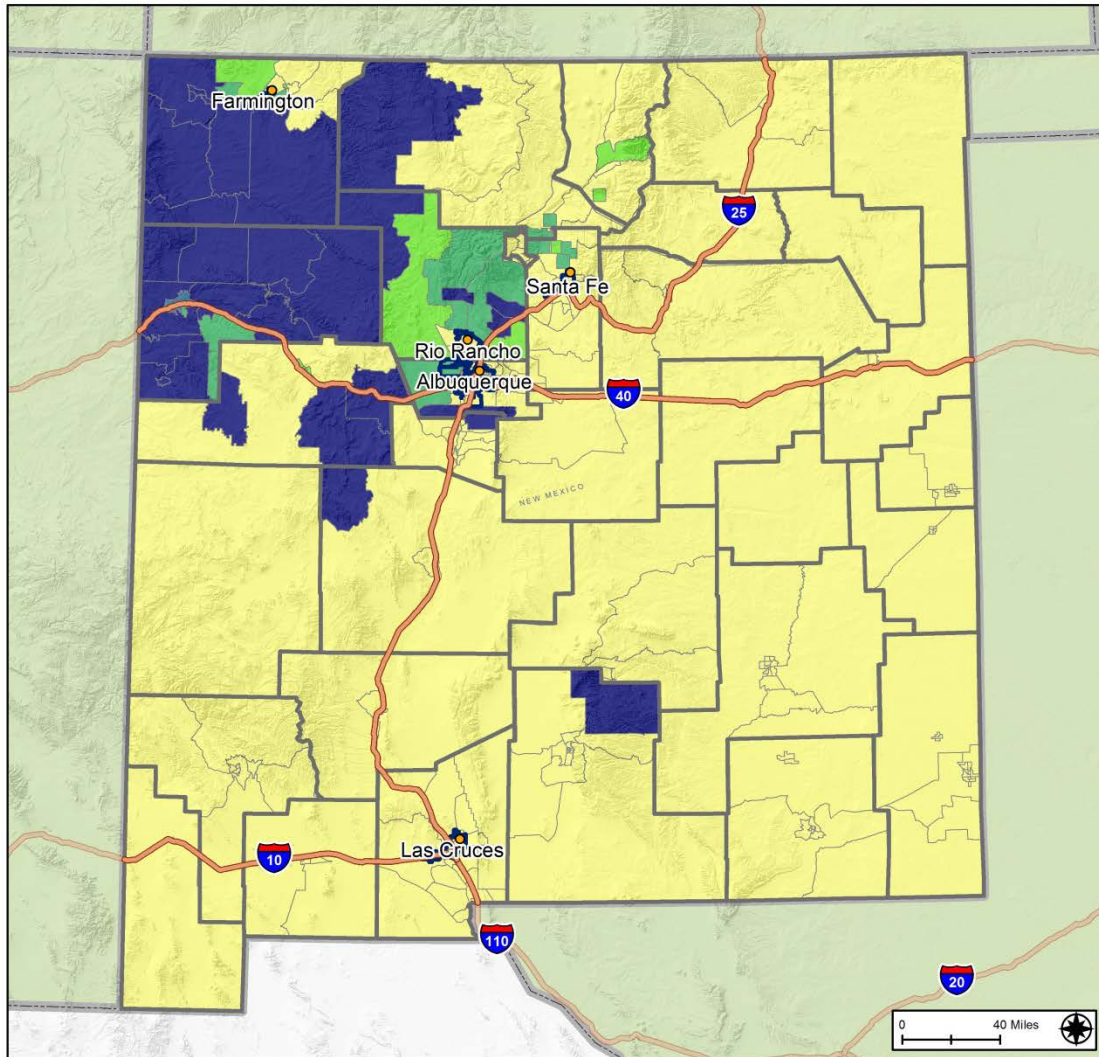 Farmington
25
Santa Fe
Rio Rancho
Albuquerque
40
NEW MEXICO
Las Cruces
10
110
20
0 40 Miles